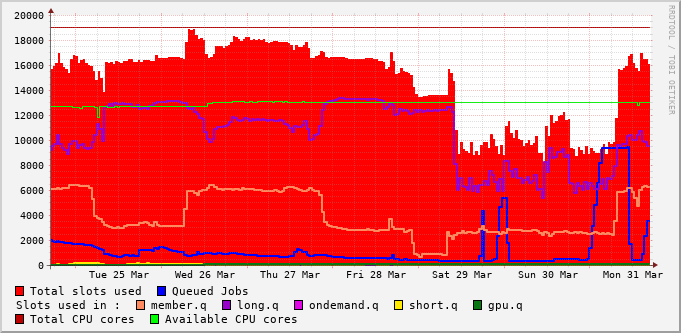 20000
18000
16000
14000
12000
10000
8000
6000
4000
2000
0
Tue 25 Mar Wed 26 Mar Thu 27 Mar Fri 28 Mar Sat 29 Mar Sun 30 Mar Mon 31 Mar
RRDTOOL / TOBI OETIKER
Total slots used Queued Jobs
Slots used in : member.q long.q ondemand.q short.q gpu.q
Total CPU cores Available CPU cores